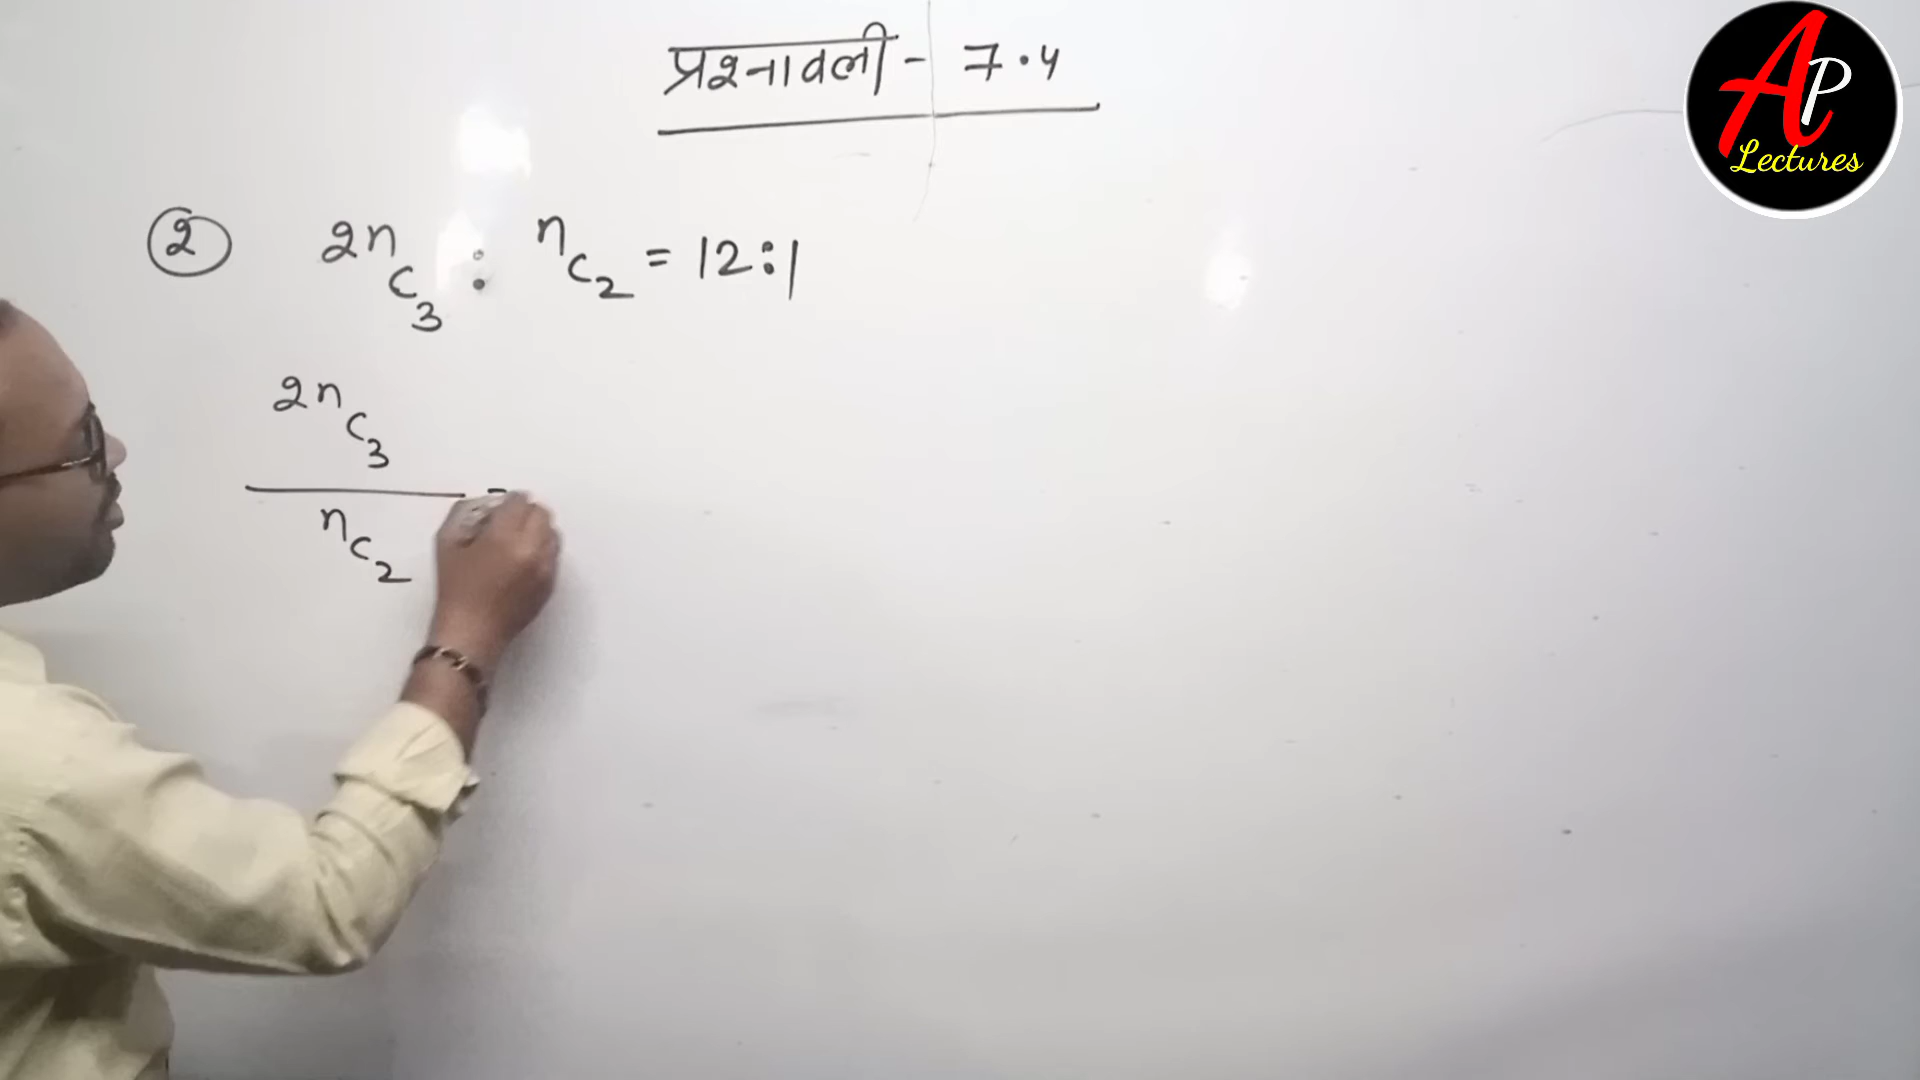 प्रश्नावली - 7.4
AP
Lectures
② 2nC3 : nC2 = 12:1
2nC3
nC2